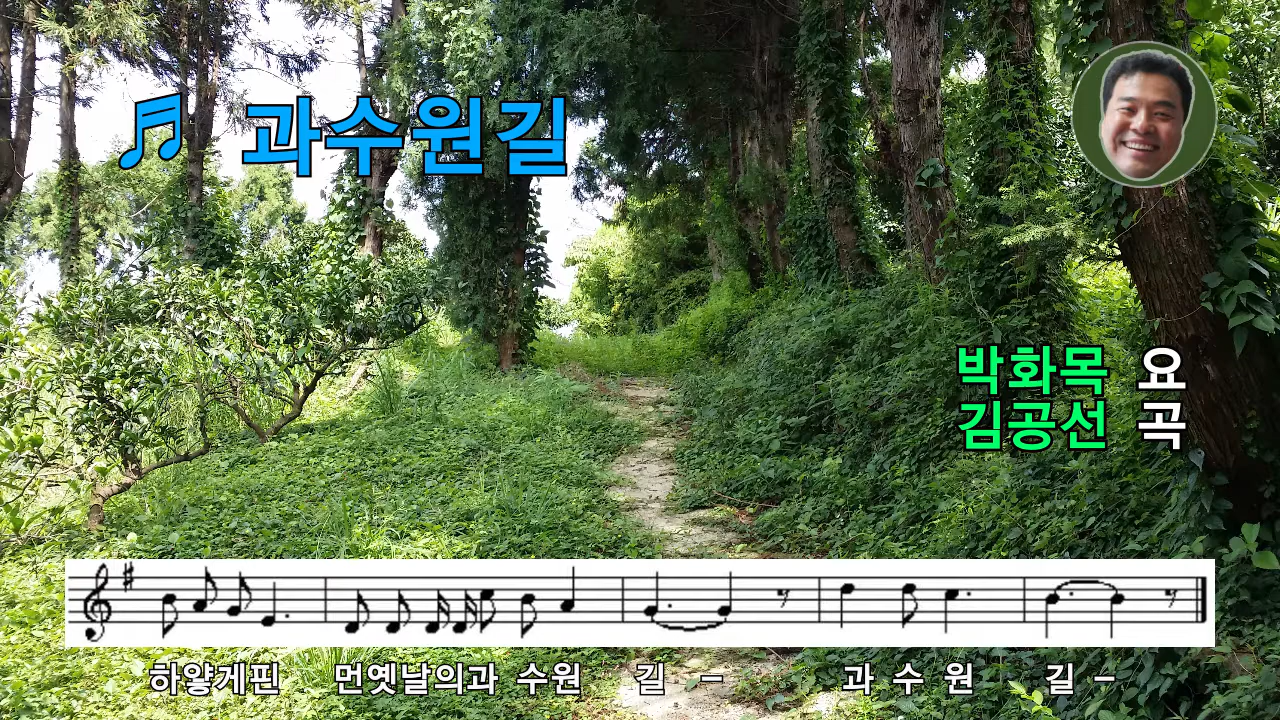 ♬ 과수원길
박화목 요
김공선 곡
하얗게핀 먼옛날의과 수원 길 – 과 수 원 길 –